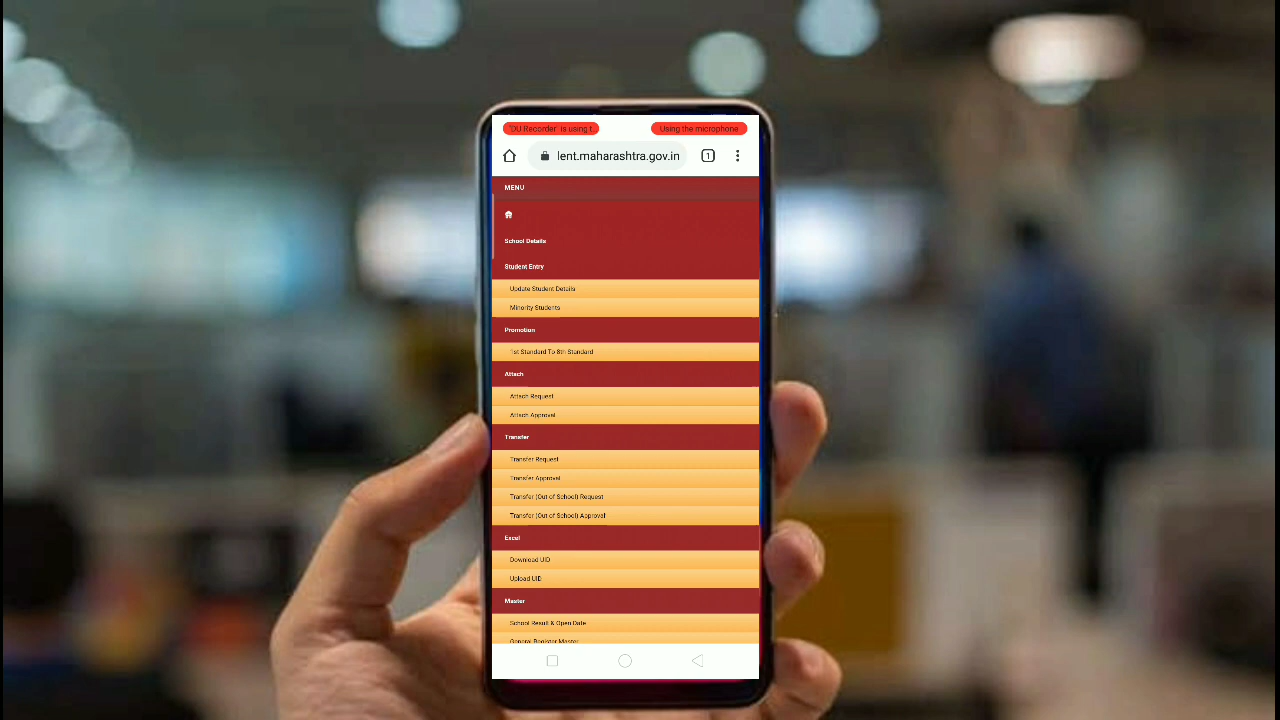 "DU Recorder" is using t..
Using the microphone
lent.maharashtra.gov.in
1
MENU
School Details
Student Entry
Update Student Details
Minority Students
Promotion
1st Standard To 8th Standard
Attach
Attach Request
Attach Approval
Transfer
Transfer Request
Transfer Approval
Transfer (Out of School) Request
Transfer (Out of School) Approval
Excel
Download UID
Upload UID
Master
School Result & Open Date
General Register Master